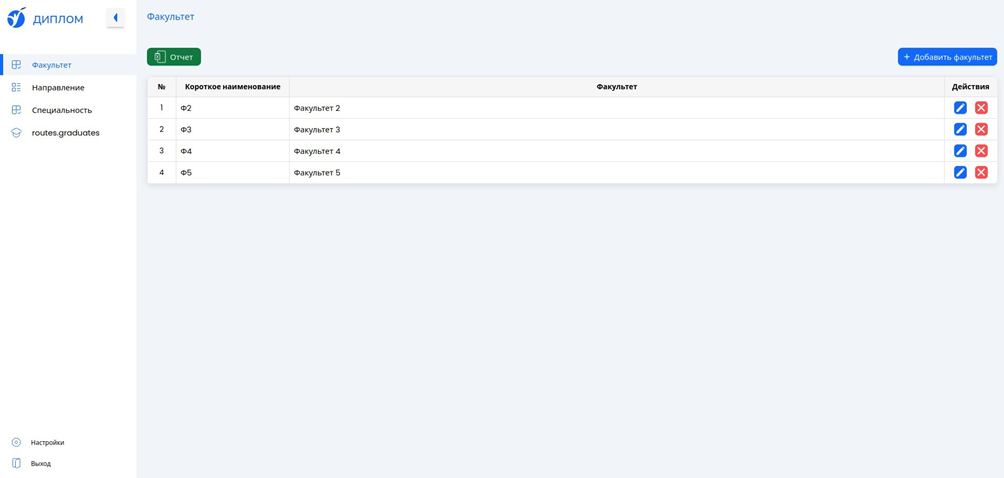 ДИПЛОМ
Факультет
Направление
Специальность
routes.graduates
Настройки
Выход
Факультет
Отчет
+ Добавить факультет
№ Короткое наименование Факультет Действия
1 Ф2 Факультет 2
2 Ф3 Факультет 3
3 Ф4 Факультет 4
4 Ф5 Факультет 5